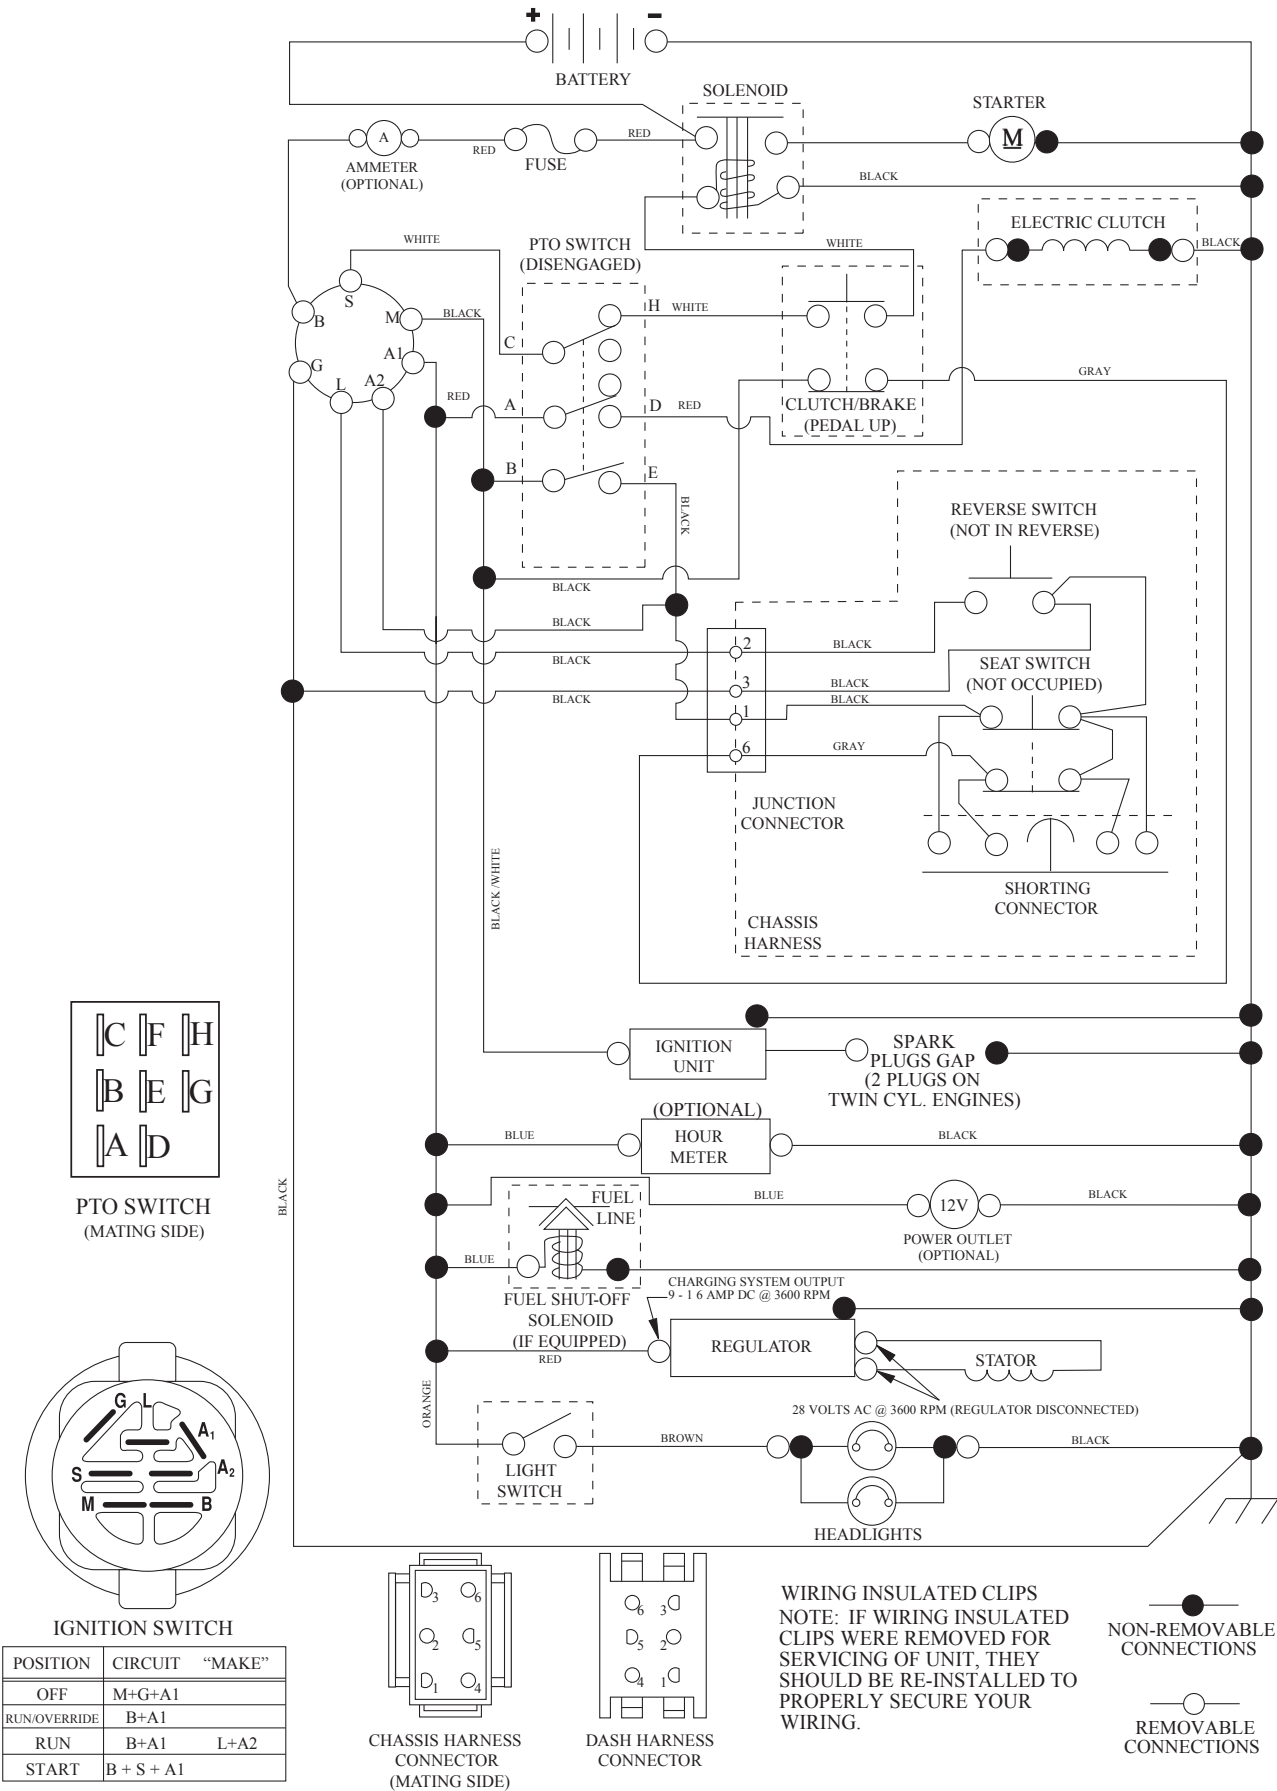 + −
BATTERY
SOLENOID
STARTER
A
RED
FUSE
RED
M
AMMETER
(OPTIONAL)
BLACK
ELECTRIC CLUTCH
WHITE
PTO SWITCH
(DISENGAGED)
WHITE
BLACK
S
B
M
BLACK
H
WHITE
C
A1
G
L
A2
RED
A
D
RED
CLUTCH/BRAKE
(PEDAL UP)
GRAY
B
E
BLACK
REVERSE SWITCH
(NOT IN REVERSE)
BLACK
BLACK
2
BLACK
BLACK
SEAT SWITCH
(NOT OCCUPIED)
3
BLACK
BLACK
BLACK
1
6
GRAY
JUNCTION
CONNECTOR
BLACK /WHITE
SHORTING
CONNECTOR
CHASSIS
HARNESS
C F H
B E G
A D
PTO SWITCH
(MATING SIDE)
IGNITION
UNIT
SPARK
PLUGS GAP
(2 PLUGS ON
TWIN CYL. ENGINES)
(OPTIONAL)
HOUR
METER
BLUE
BLACK
BLACK
FUEL
LINE
BLUE
12V
BLACK
POWER OUTLET
(OPTIONAL)
BLUE
FUEL SHUT-OFF
SOLENOID
(IF EQUIPPED)
CHARGING SYSTEM OUTPUT
9 - 1 6 AMP DC @ 3600 RPM
RED
REGULATOR
STATOR
28 VOLTS AC @ 3600 RPM (REGULATOR DISCONNECTED)
ORANGE
LIGHT
SWITCH
BROWN
BLACK
HEADLIGHTS
G L
A1
S
A2
M B
IGNITION SWITCH
POSITION CIRCUIT “MAKE”
OFF M+G+A1
RUN/OVERRIDE B+A1
RUN B+A1 L+A2
START B + S + A1
3 6
2 5
1 4
CHASSIS HARNESS
CONNECTOR
(MATING SIDE)
6 3
5 2
4 1
DASH HARNESS
CONNECTOR
WIRING INSULATED CLIPS
NOTE: IF WIRING INSULATED
CLIPS WERE REMOVED FOR
SERVICING OF UNIT, THEY
SHOULD BE RE-INSTALLED TO
PROPERLY SECURE YOUR
WIRING.
NON-REMOVABLE
CONNECTIONS
REMOVABLE
CONNECTIONS